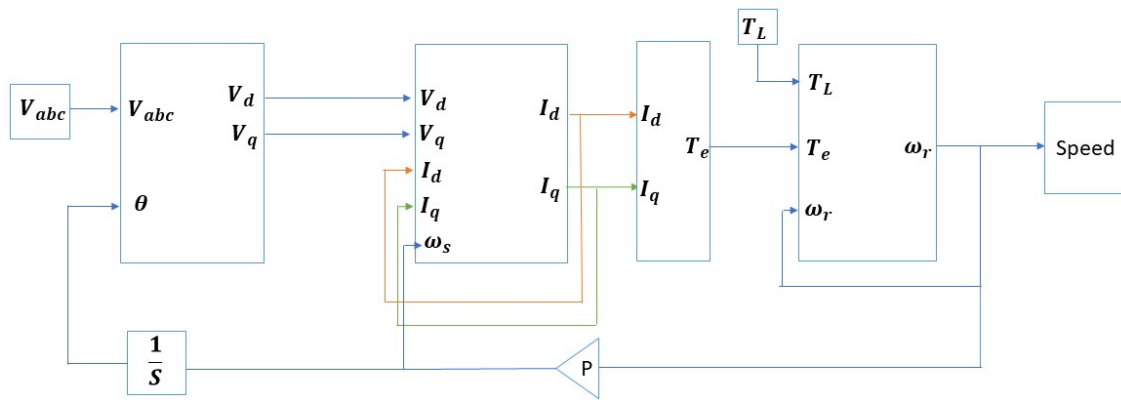 T_L
V_abc
V_abc
θ
V_d
V_q
V_d
V_q
I_d
I_q
ω_s
I_d
I_q
I_d
I_q
T_e
T_L
T_e
ω_r
ω_r
Speed
1
S
P